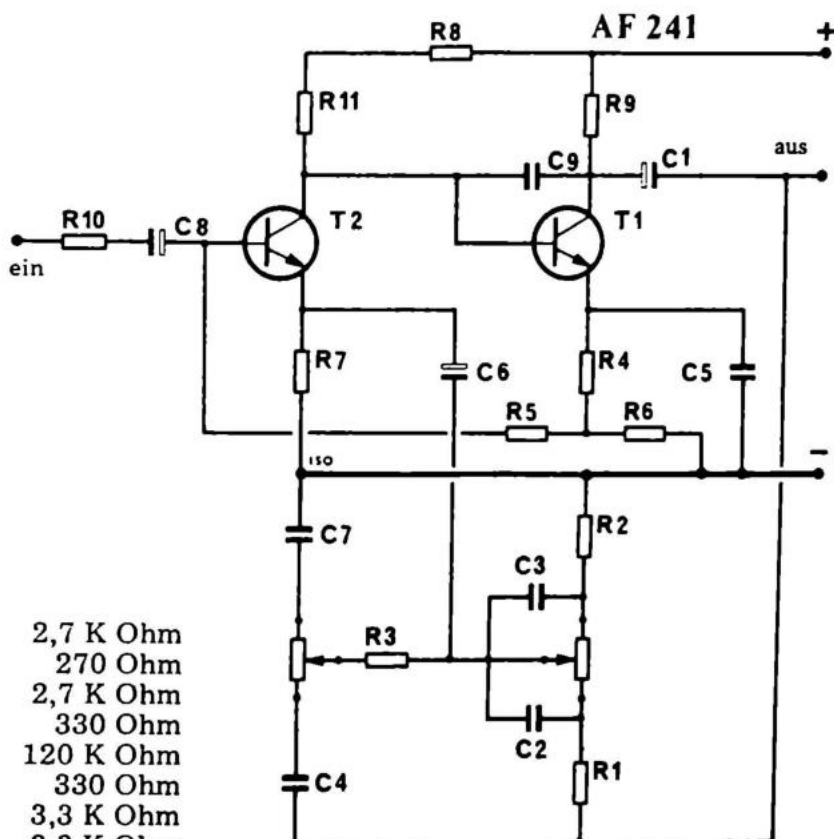 AF 241
+
R8
R11
R9
C9
C1
aus
R10
C8
T2
T1
ein
R7
C6
R4
C5
R5
R6
ISO
-
C7
R2
C3
R3
C2
C4
R1
2,7 K Ohm
270 Ohm
2,7 K Ohm
330 Ohm
120 K Ohm
330 Ohm
3,3 K Ohm